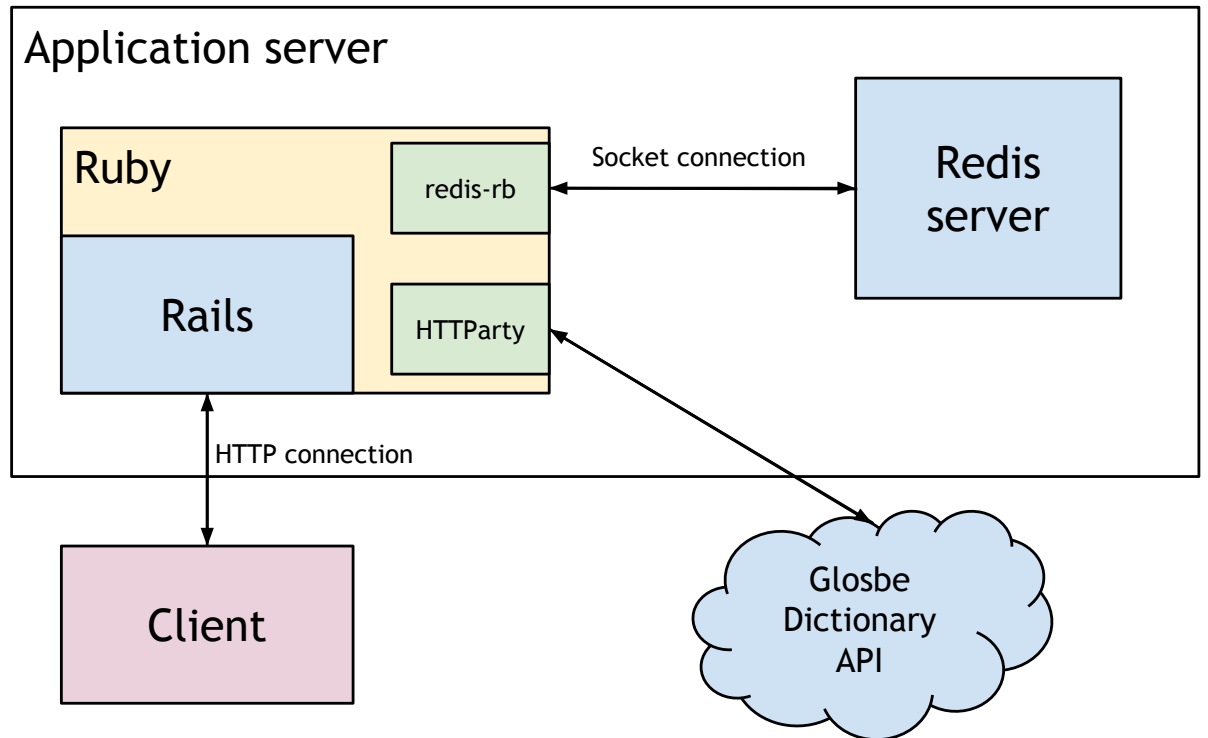 Application server
Ruby
redis-rb
Socket connection
Redis
server
Rails
HTTParty
HTTP connection
Client
Glosbe
Dictionary
API